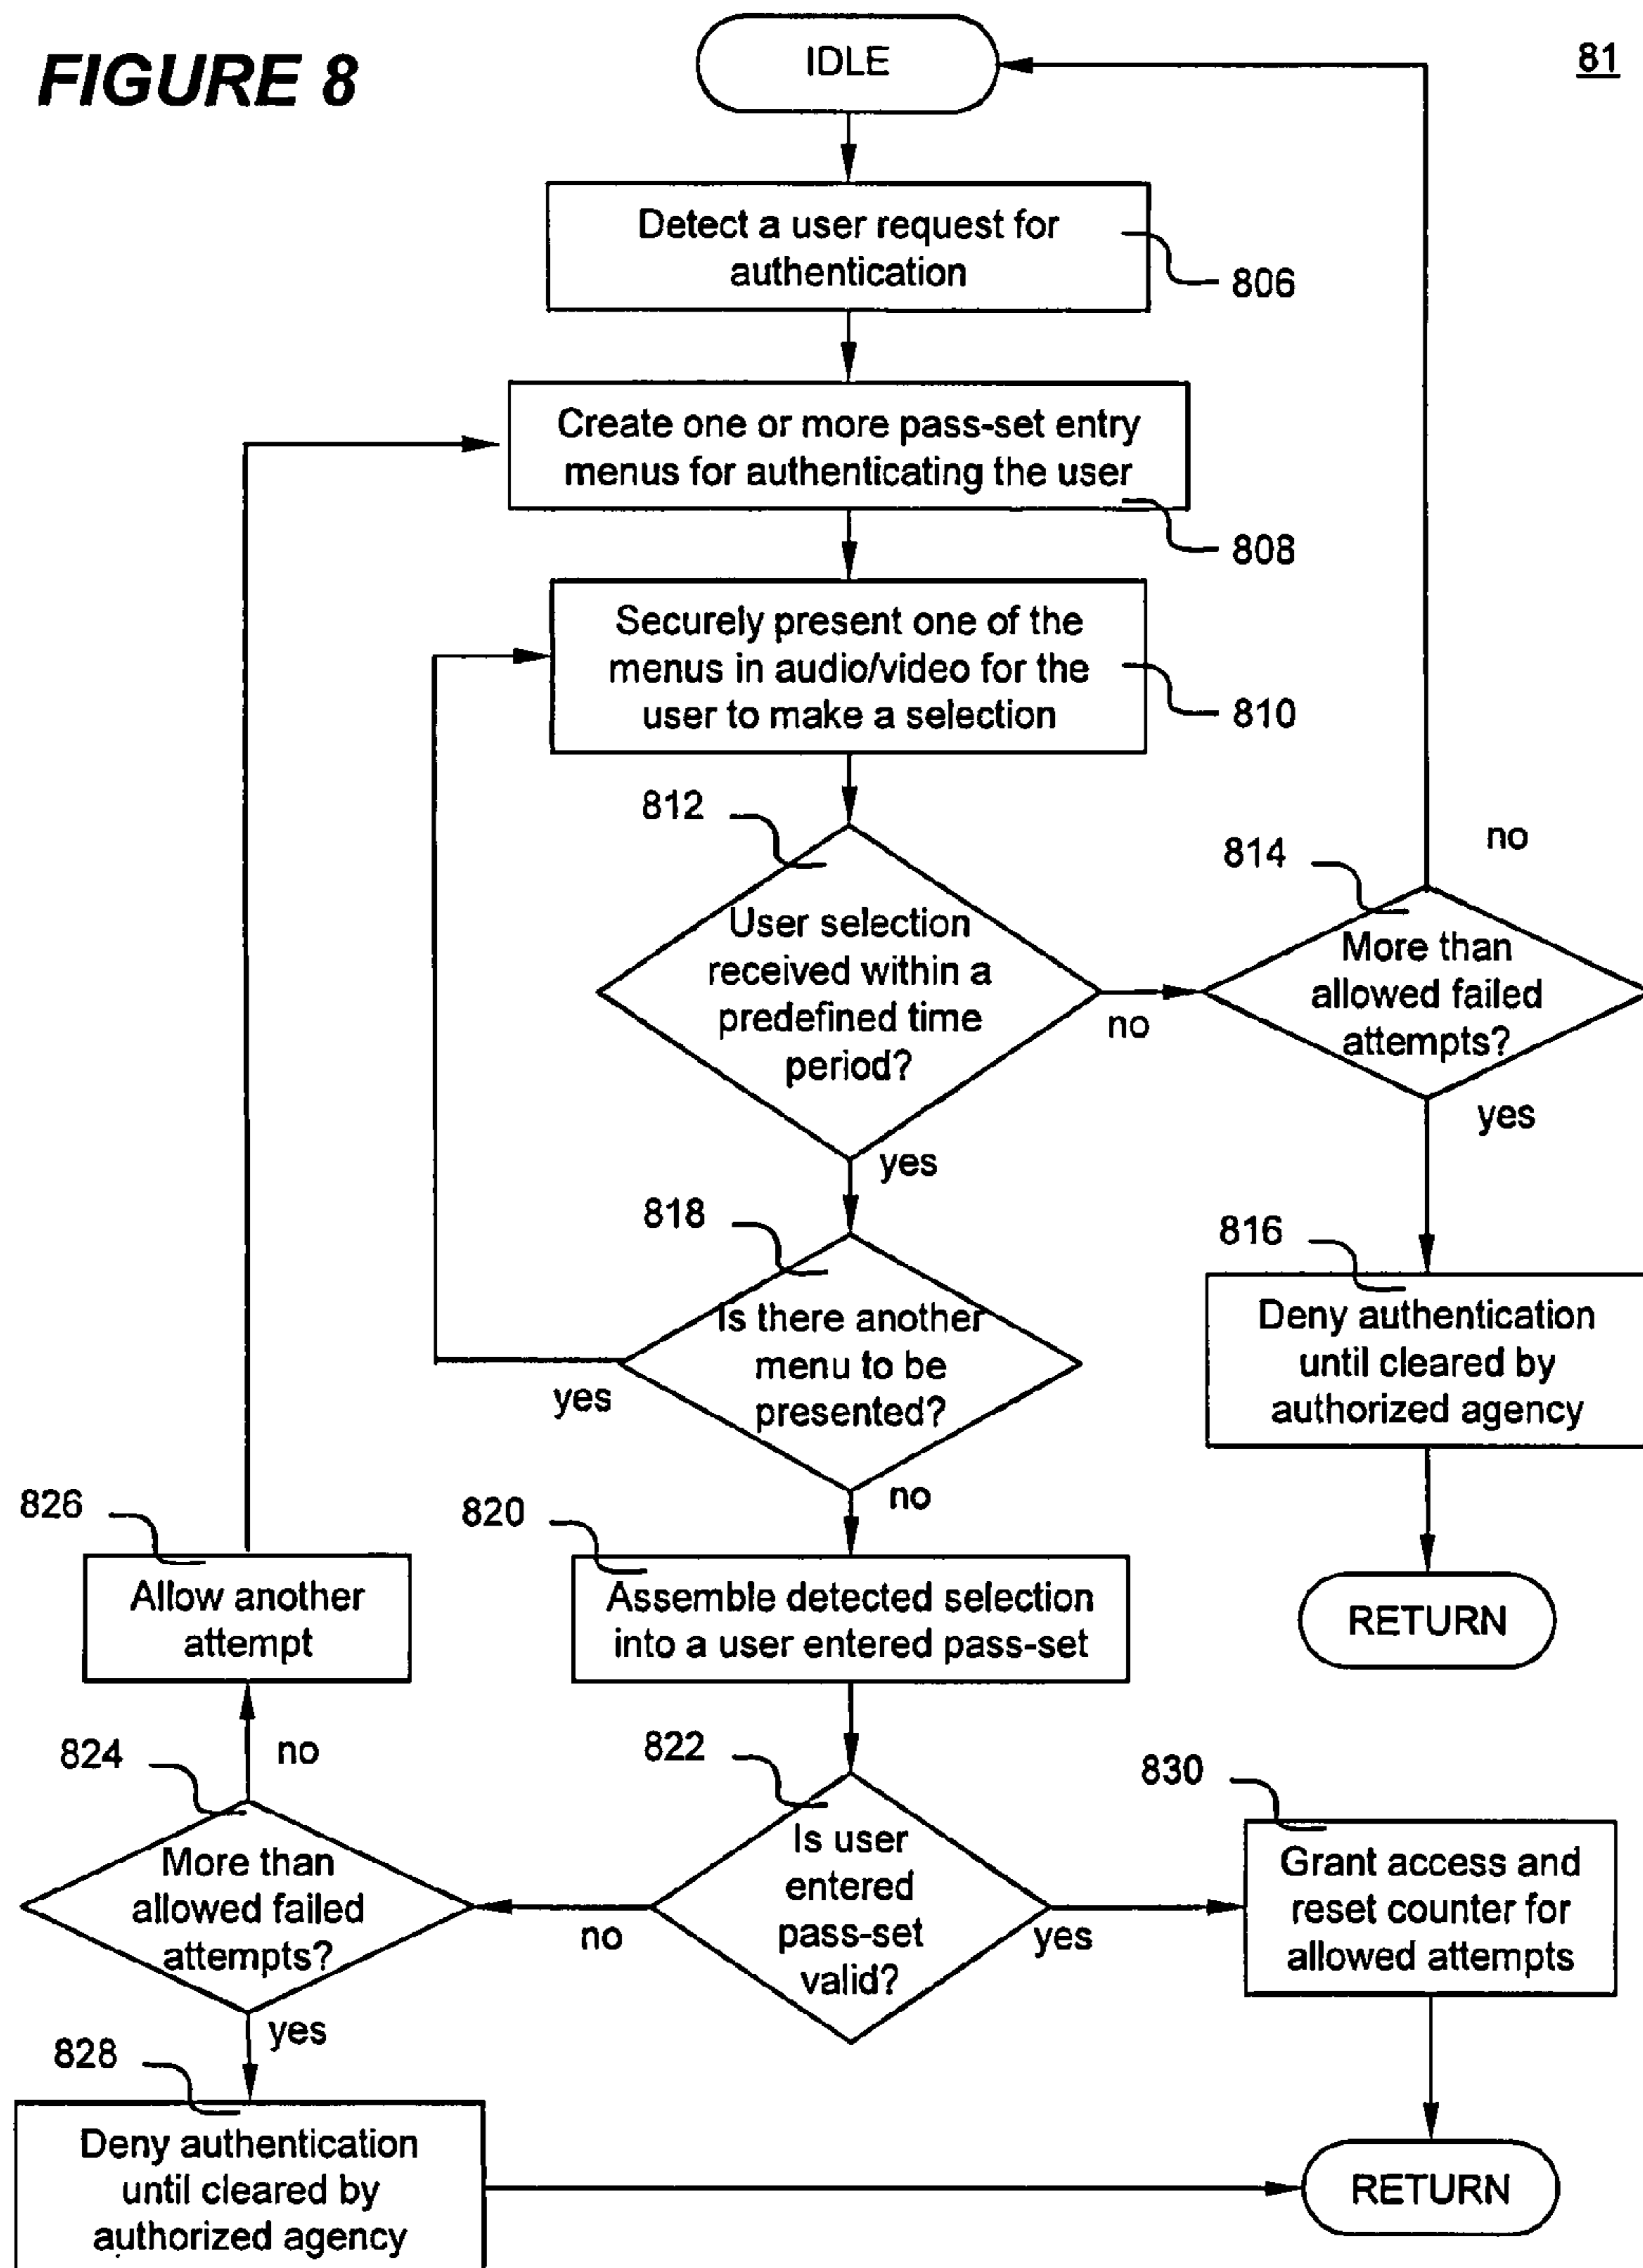 FIGURE 8
IDLE
81
Detect a user request for
authentication
806
Create one or more pass-set entry
menus for authenticating the user
808
Securely present one of the
menus in audio/video for the
user to make a selection
810
812
User selection
received within a
predefined time
period?
no
yes
814
no
More than
allowed failed
attempts?
yes
816
Deny authentication
until cleared by
authorized agency
RETURN
818
Is there another
menu to be
presented?
yes
no
820
Assemble detected selection
into a user entered pass-set
826
Allow another
attempt
822
Is user
entered
pass-set
valid?
no
yes
824
no
More than
allowed failed
attempts?
yes
830
Grant access and
reset counter for
allowed attempts
828
Deny authentication
until cleared by
authorized agency
RETURN